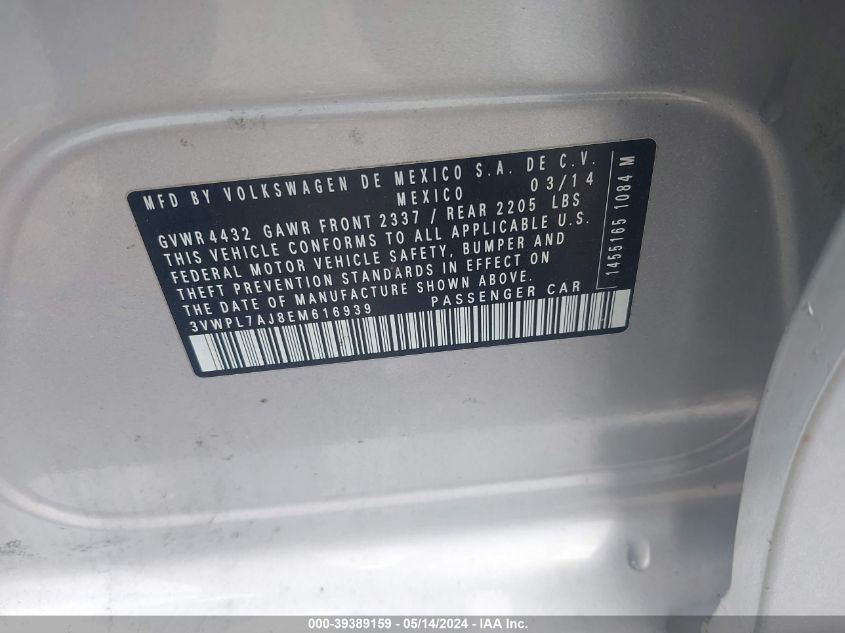 MFD BY VOLKSWAGEN DE MEXICO S.A. DE C.V.
MEXICO 03/14
GVWR 4432 GAWR FRONT 2337 / REAR 2205 LBS
THIS VEHICLE CONFORMS TO ALL APPLICABLE U.S.
FEDERAL MOTOR VEHICLE SAFETY, BUMPER AND
THEFT PREVENTION STANDARDS IN EFFECT ON
THE DATE OF MANUFACTURE SHOWN ABOVE.
3VWPL7AJ8EM616939 PASSENGER CAR
1455165 1084 M
000-39389159 - 05/14/2024 - IAA Inc.